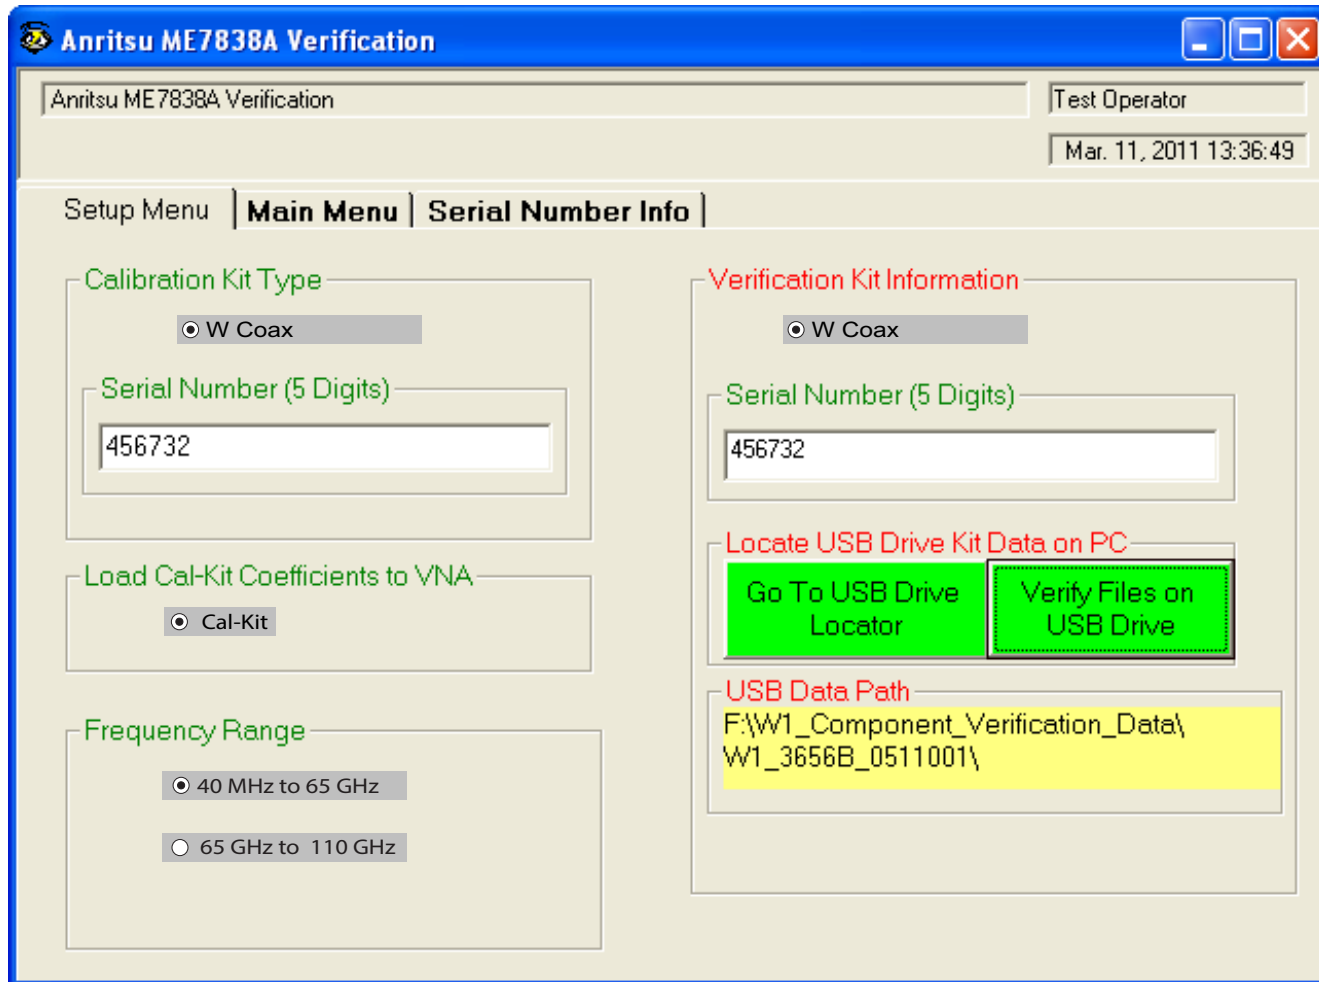 Anritsu ME7838A Verification
Anritsu ME7838A Verification
Test Operator
Mar. 11, 2011 13:36:49
Setup Menu
Main Menu
Serial Number Info
Calibration Kit Type
W Coax
Serial Number (5 Digits)
456732
Load Cal-Kit Coefficients to VNA
Cal-Kit
Frequency Range
40 MHz to 65 GHz
65 GHz to 110 GHz
Verification Kit Information
W Coax
Serial Number (5 Digits)
456732
Locate USB Drive Kit Data on PC
Go To USB Drive
Locator
Verify Files on
USB Drive
USB Data Path
F:\W1_Component_Verification_Data\
W1_3656B_0511001\